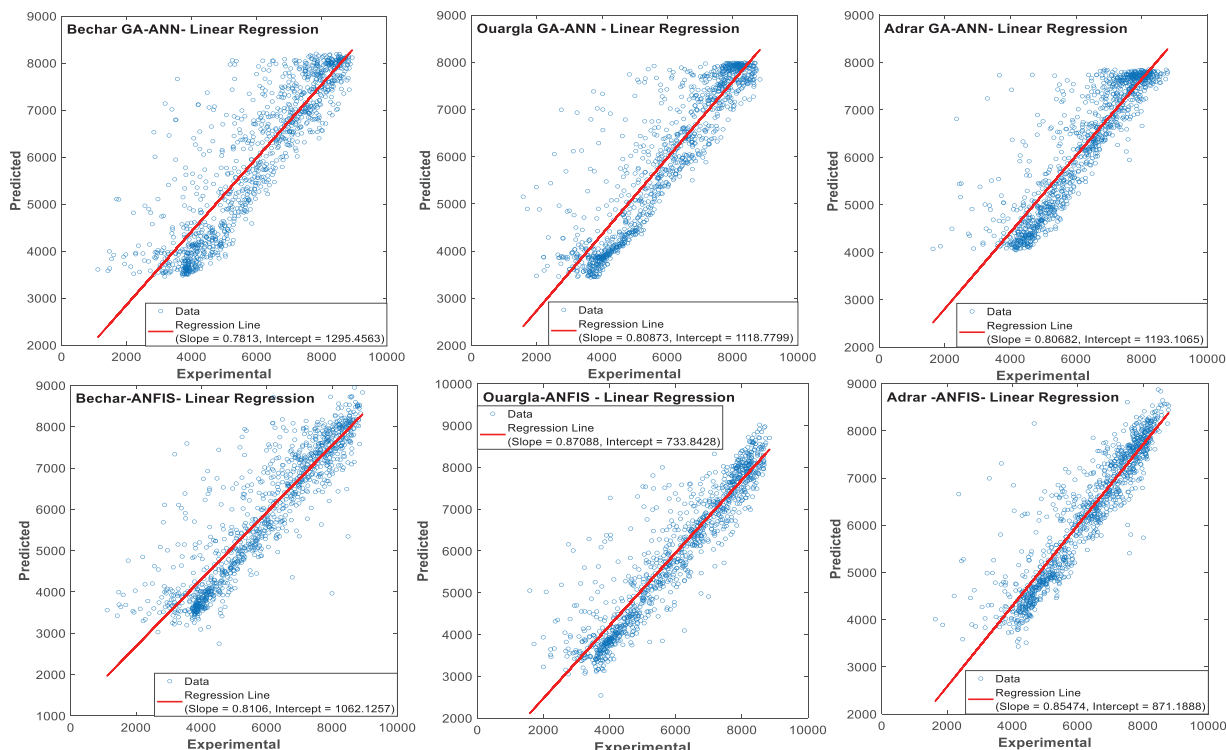 Bechar GA-ANN- Linear Regression
9000
8000
7000
6000
5000
4000
3000
2000
Predicted
Data
Regression Line
(Slope = 0.7813, Intercept = 1295.4563)
0 2000 4000 6000 8000 10000
Experimental
Ouargla GA-ANN - Linear Regression
9000
8000
7000
6000
5000
4000
3000
2000
Predicted
Data
Regression Line
(Slope = 0.80873, Intercept = 1118.7799)
0 2000 4000 6000 8000 10000
Experimental
Adrar GA-ANN- Linear Regression
9000
8000
7000
6000
5000
4000
3000
2000
Predicted
Data
Regression Line
(Slope = 0.80682, Intercept = 1193.1065)
0 2000 4000 6000 8000 10000
Experimental
Bechar-ANFIS- Linear Regression
9000
8000
7000
6000
5000
4000
3000
2000
1000
Predicted
Data
Regression Line
(Slope = 0.8106, Intercept = 1062.1257)
0 2000 4000 6000 8000 10000
Experimental
Ouargla-ANFIS - Linear Regression
Data
Regression Line
(Slope = 0.87088, Intercept = 733.8428)
10000
9000
8000
7000
6000
5000
4000
3000
2000
Predicted
0 2000 4000 6000 8000 10000
Experimental
Adrar -ANFIS- Linear Regression
9000
8000
7000
6000
5000
4000
3000
2000
Predicted
Data
Regression Line
(Slope = 0.85474, Intercept = 871.1888)
0 2000 4000 6000 8000 10000
Experimental